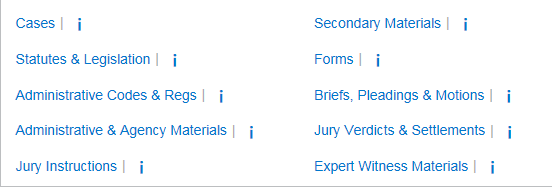 Cases | i
Statutes & Legislation | i
Administrative Codes & Regs | i
Administrative & Agency Materials | i
Jury Instructions | i
Secondary Materials | i
Forms | i
Briefs, Pleadings & Motions | i
Jury Verdicts & Settlements | i
Expert Witness Materials | i